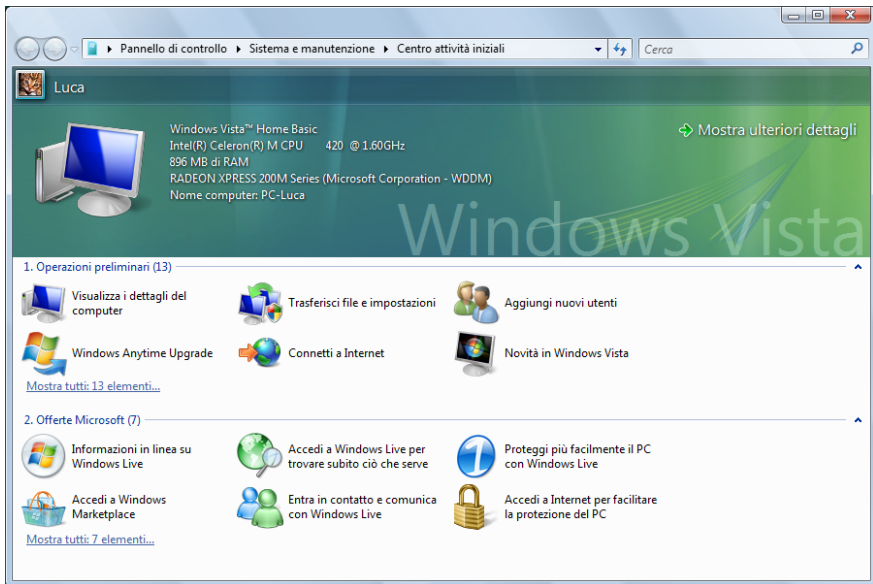 Pannello di controllo ▸ Sistema e manutenzione ▸ Centro attività iniziali
Cerca
Luca
Windows Vista™ Home Basic
Intel(R) Celeron(R) M CPU 420 @ 1.60GHz
896 MB di RAM
RADEON XPRESS 200M Series (Microsoft Corporation - WDDM)
Nome computer: PC-Luca
Mostra ulteriori dettagli
Windows Vista
1. Operazioni preliminari (13)
Visualizza i dettagli del
computer
Trasferisci file e impostazioni
Aggiungi nuovi utenti
Windows Anytime Upgrade
Connetti a Internet
Novità in Windows Vista
Mostra tutti: 13 elementi...
2. Offerte Microsoft (7)
Informazioni in linea su
Windows Live
Accedi a Windows Live per
trovare subito ciò che serve
Proteggi più facilmente il PC
con Windows Live
Accedi a Windows
Marketplace
Entra in contatto e comunica
con Windows Live
Accedi a Internet per facilitare
la protezione del PC
Mostra tutti: 7 elementi...